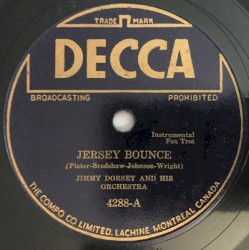 TRADE MARK
DECCA
BROADCASTING PROHIBITED
Instrumental
Fox Trot
JERSEY BOUNCE
(Plater-Bradshaw-Johnson-Wright)
JIMMY DORSEY AND HIS
ORCHESTRA
4288-A
THE COMPO CO. LIMITED. LACHINE MONTREAL CANADA